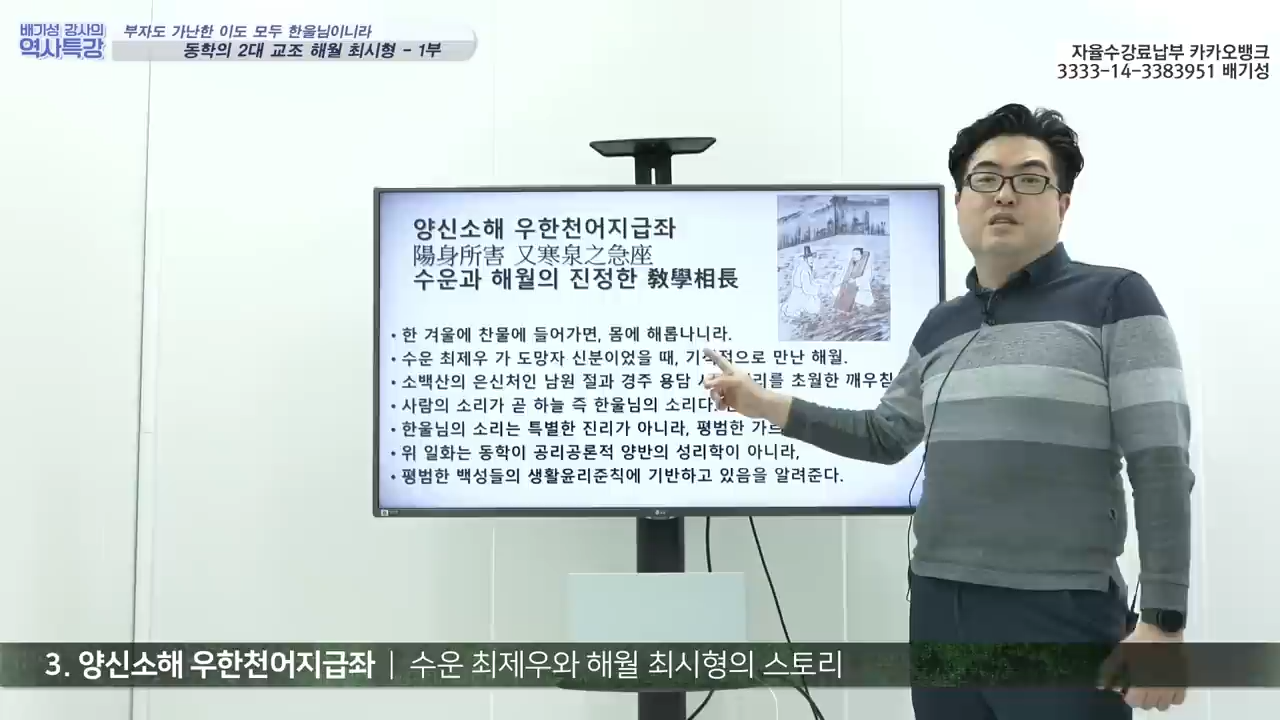 배기성 강사의
역사특강
부자도 가난한 이도 모두 한울님이니라
동학의 2대 교조 해월 최시형 - 1부
자율수강료납부 카카오뱅크
3333-14-3383951 배기성
양신소해 우한천어지급좌
陽身所害 又寒泉之急座
수운과 해월의 진정한 敎學相長
• 한 겨울에 찬물에 들어가면, 몸에 해롭나니라.
• 수운 최제우 가 도망자 신분이었을 때, 기적적으로 만난 해월.
• 소백산의 은신처인 남원 절과 경주 용담 를 초월한 깨우침
• 사람의 소리가 곧 하늘 즉 한울님의 소리다.
• 한울님의 소리는 특별한 진리가 아니라, 평범한
• 위 일화는 동학이 공리공론적 양반의 성리학이 아니라,
• 평범한 백성들의 생활윤리준칙에 기반하고 있음을 알려준다.
LG
3. 양신소해 우한천어지급좌 | 수운 최제우와 해월 최시형의 스토리